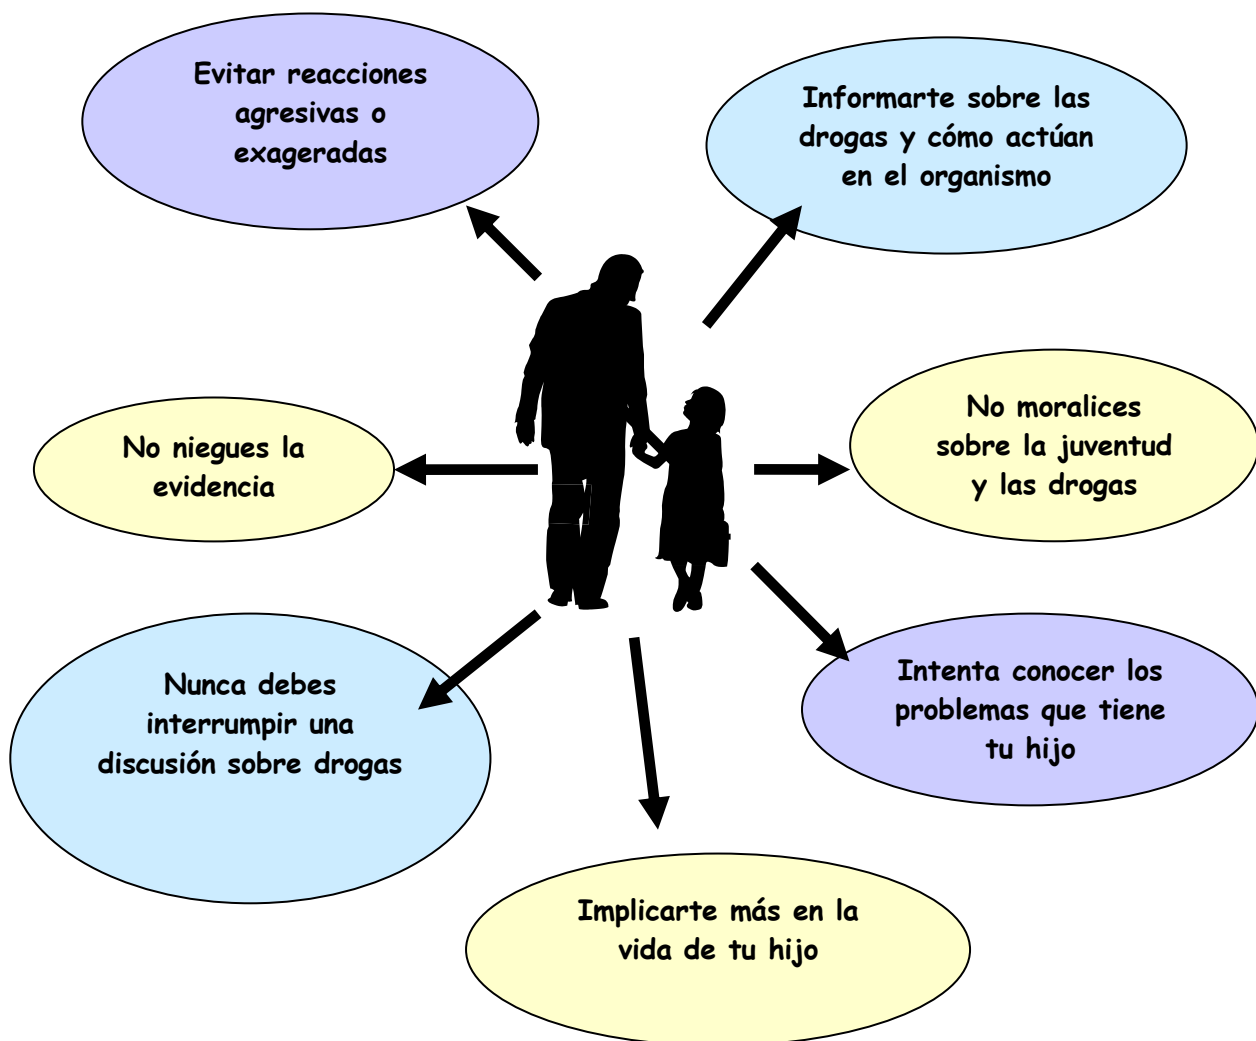 Evitar reacciones
agresivas o
exageradas
Informarte sobre las
drogas y cómo actúan
en el organismo
No niegues la
evidencia
No moralices
sobre la juventud
y las drogas
Nunca debes
interrumpir una
discusión sobre drogas
Intenta conocer los
problemas que tiene
tu hijo
Implicarte más en la
vida de tu hijo